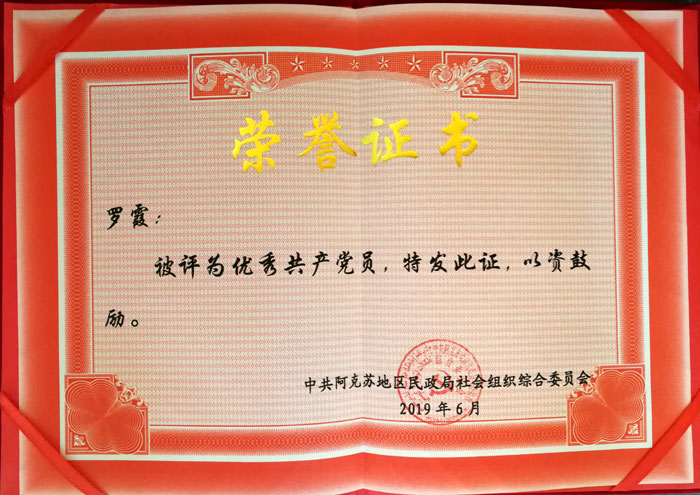 荣誉证书
罗霞：
被评为优秀共产党员，特发此证，以资鼓
励。
中共阿克苏地区民政局社会组织综合委员会
2019年6月